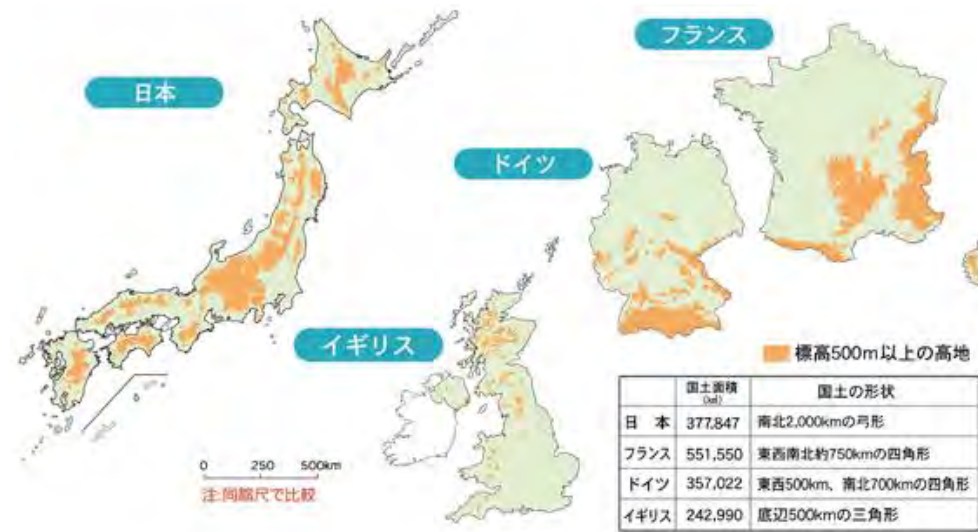 日本
フランス
ドイツ
イギリス
標高500m以上の高地
0 250 500km
注:同縮尺で比較
国土面積 国土の形状
(㎢)
日 本 377,847 南北2,000kmの弓形
フランス 551,550 東西南北約750kmの四角形
ドイツ 357,022 東西500km、南北700kmの四角形
イギリス 242,990 底辺500kmの三角形